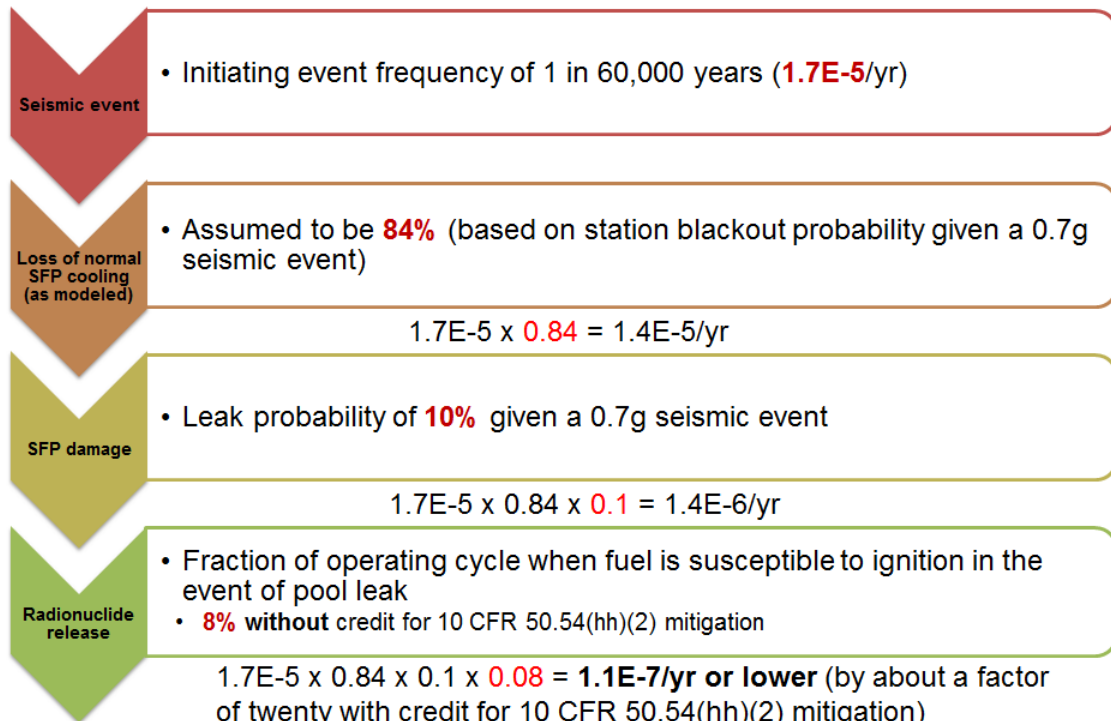 • Initiating event frequency of 1 in 60,000 years (1.7E-5/yr)
Seismic event
• Assumed to be 84% (based on station blackout probability given a 0.7g
seismic event)
Loss of normal
SFP cooling
(as modeled)
1.7E-5 x 0.84 = 1.4E-5/yr
• Leak probability of 10% given a 0.7g seismic event
SFP damage
1.7E-5 x 0.84 x 0.1 = 1.4E-6/yr
• Fraction of operating cycle when fuel is susceptible to ignition in the
event of pool leak
• 8% without credit for 10 CFR 50.54(hh)(2) mitigation
Radionuclide
release
1.7E-5 x 0.84 x 0.1 x 0.08 = 1.1E-7/yr or lower (by about a factor
of twenty with credit for 10 CFR 50.54(hh)(2) mitigation)